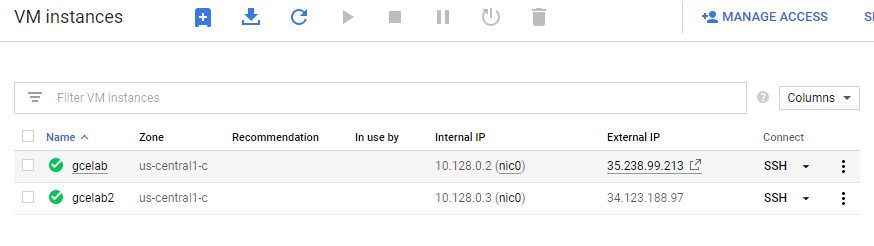 VM instances MANAGE ACCESS
Filter VM instances Columns
Name Zone Recommendation In use by Internal IP External IP Connect
gcelab us-central1-c 10.128.0.2 (nic0) 35.238.99.213 SSH
gcelab2 us-central1-c 10.128.0.3 (nic0) 34.123.188.97 SSH